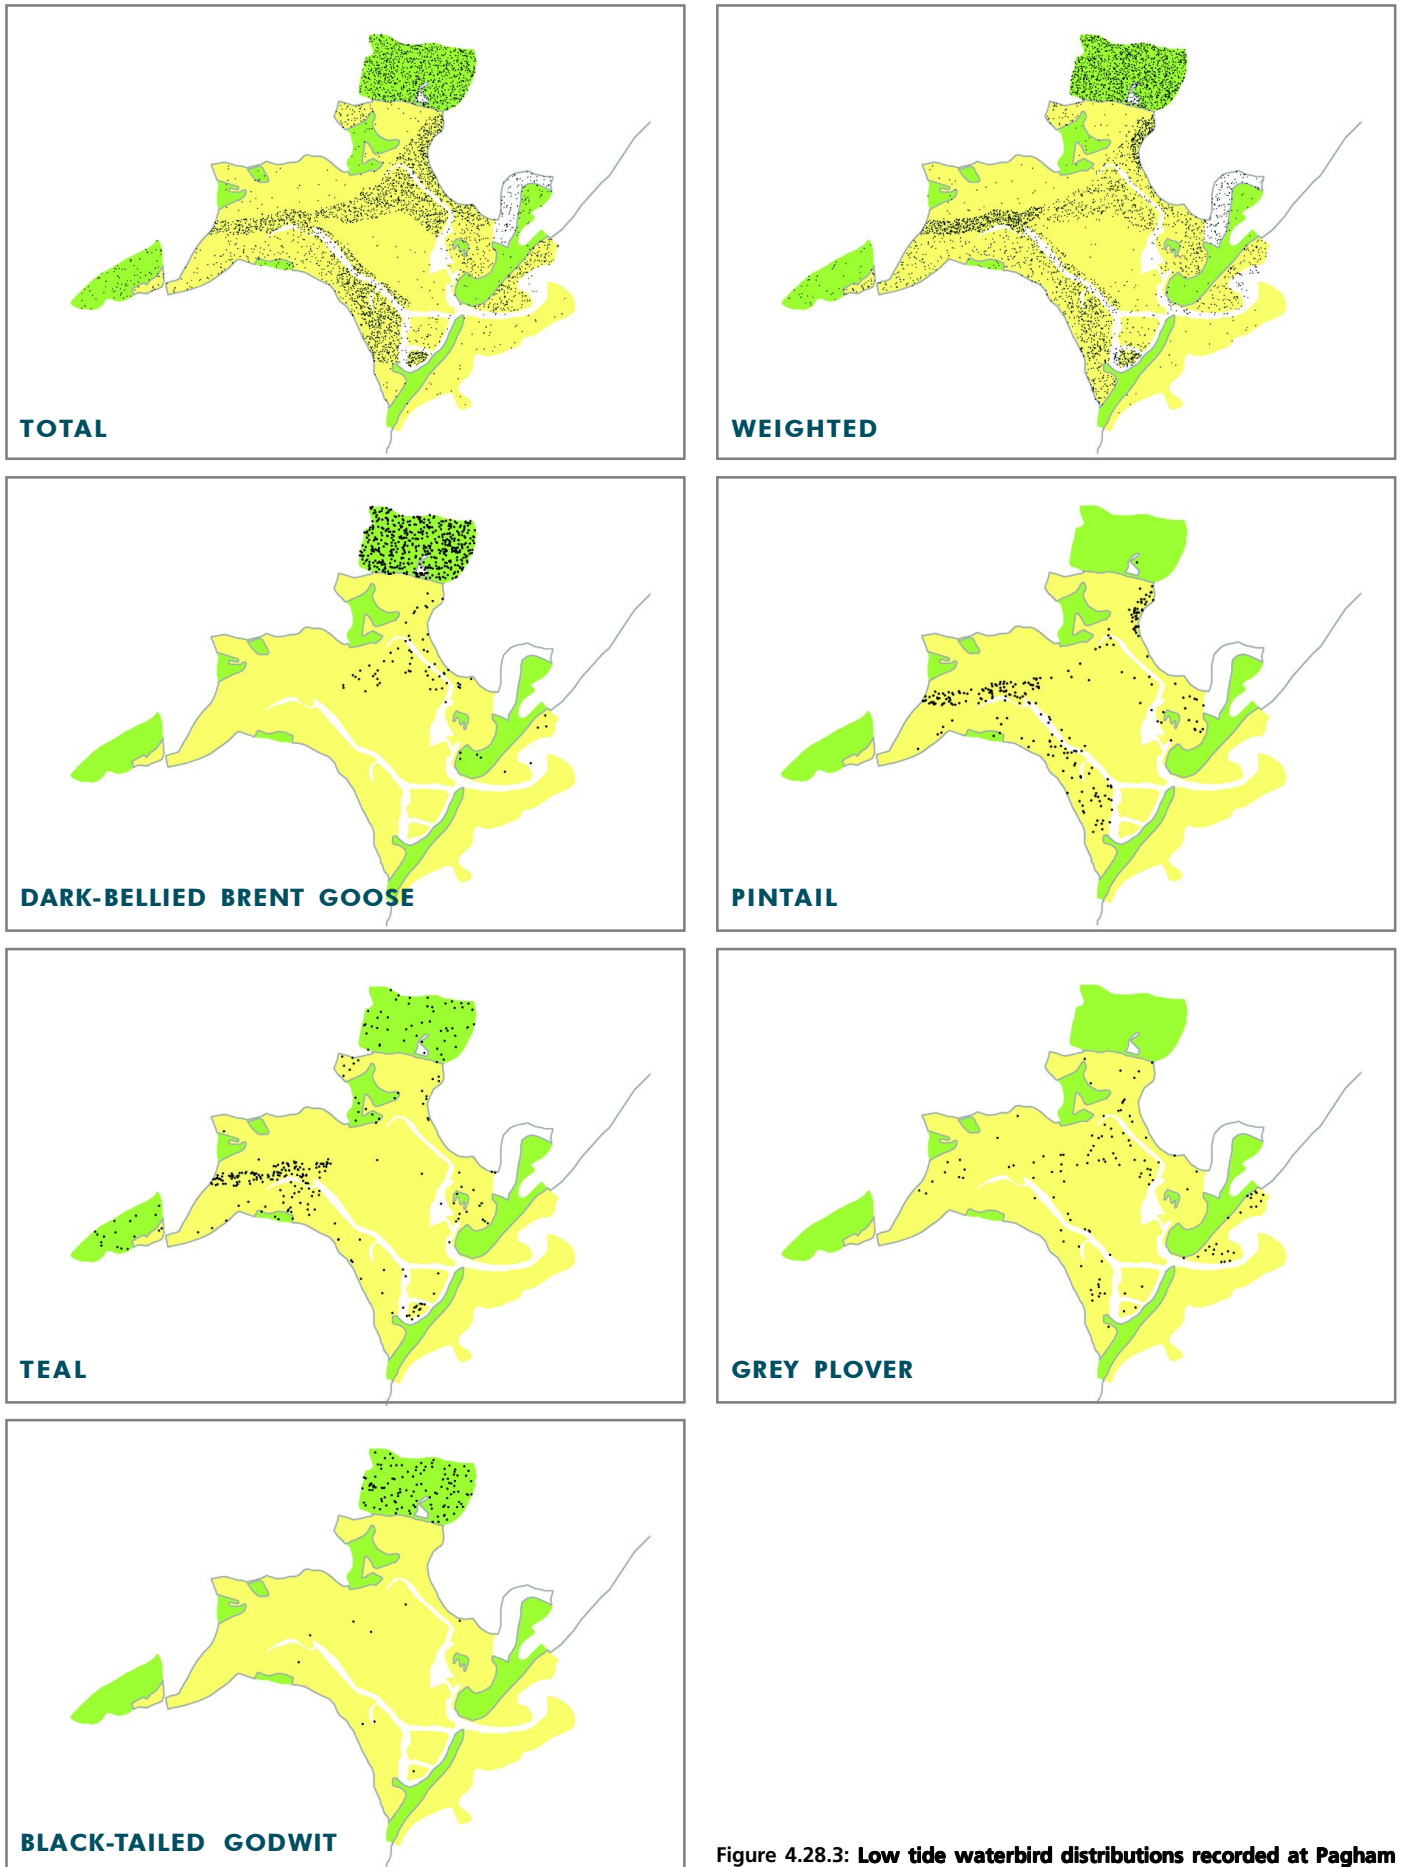 TOTAL
WEIGHTED
DARK-BELLIED BRENT GOOSE
PINTAIL
TEAL
GREY PLOVER
BLACK-TAILED GODWIT
Figure 4.28.3: Low tide waterbird distributions recorded at Pagham